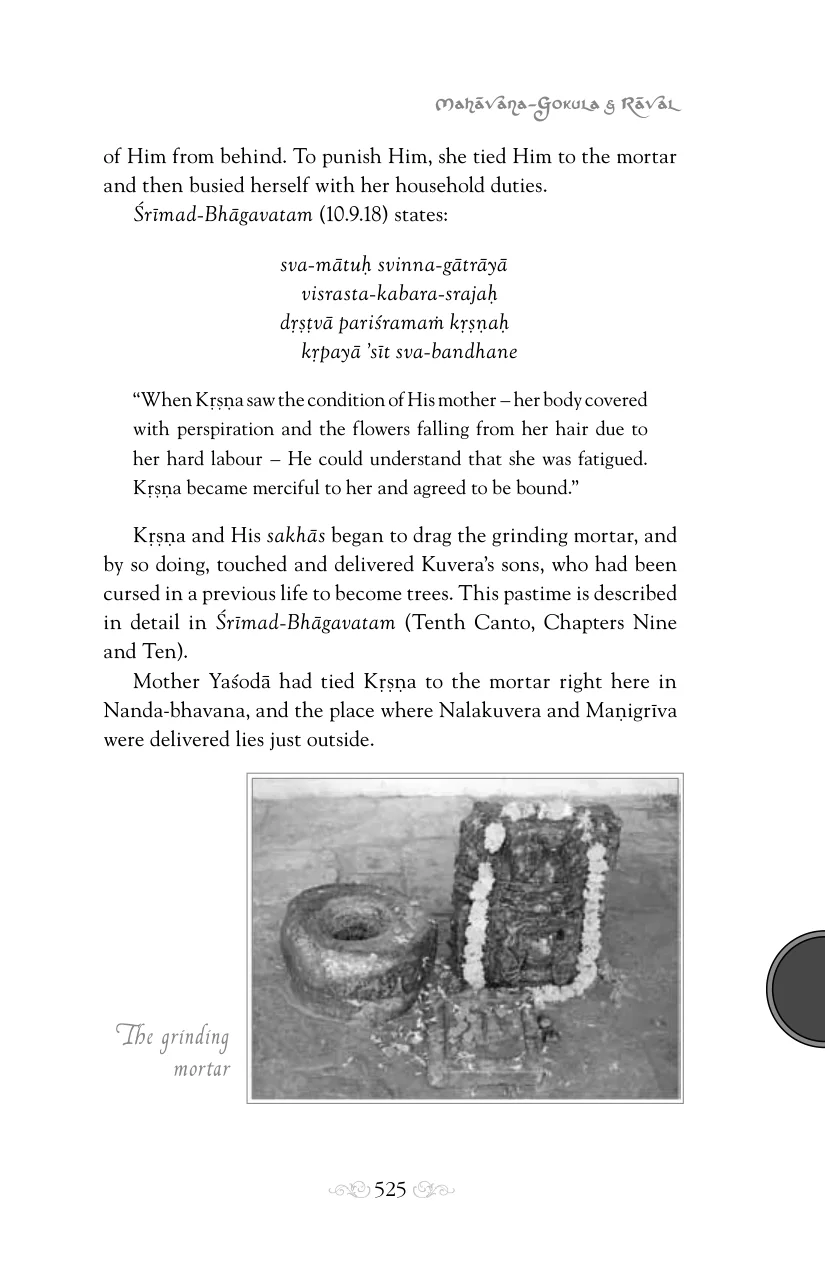 Mahāvana-Gokula & Rāval
of Him from behind. To punish Him, she tied Him to the mortar
and then busied herself with her household duties.
Śrīmad-Bhāgavatam (10.9.18) states:
sva-mātuḥ svinna-gātrāyā
visrasta-kabara-srajaḥ
dṛṣṭvā pariśramaṁ kṛṣṇaḥ
kṛpayā ’sīt sva-bandhane
“When Kṛṣṇa saw the condition of His mother – her body covered
with perspiration and the flowers falling from her hair due to
her hard labour – He could understand that she was fatigued.
Kṛṣṇa became merciful to her and agreed to be bound.”
Kṛṣṇa and His sakhās began to drag the grinding mortar, and
by so doing, touched and delivered Kuvera’s sons, who had been
cursed in a previous life to become trees. This pastime is described
in detail in Śrīmad-Bhāgavatam (Tenth Canto, Chapters Nine
and Ten).
Mother Yaśodā had tied Kṛṣṇa to the mortar right here in
Nanda-bhavana, and the place where Nalakuvera and Maṇigrīva
were delivered lies just outside.
The grinding
mortar
525